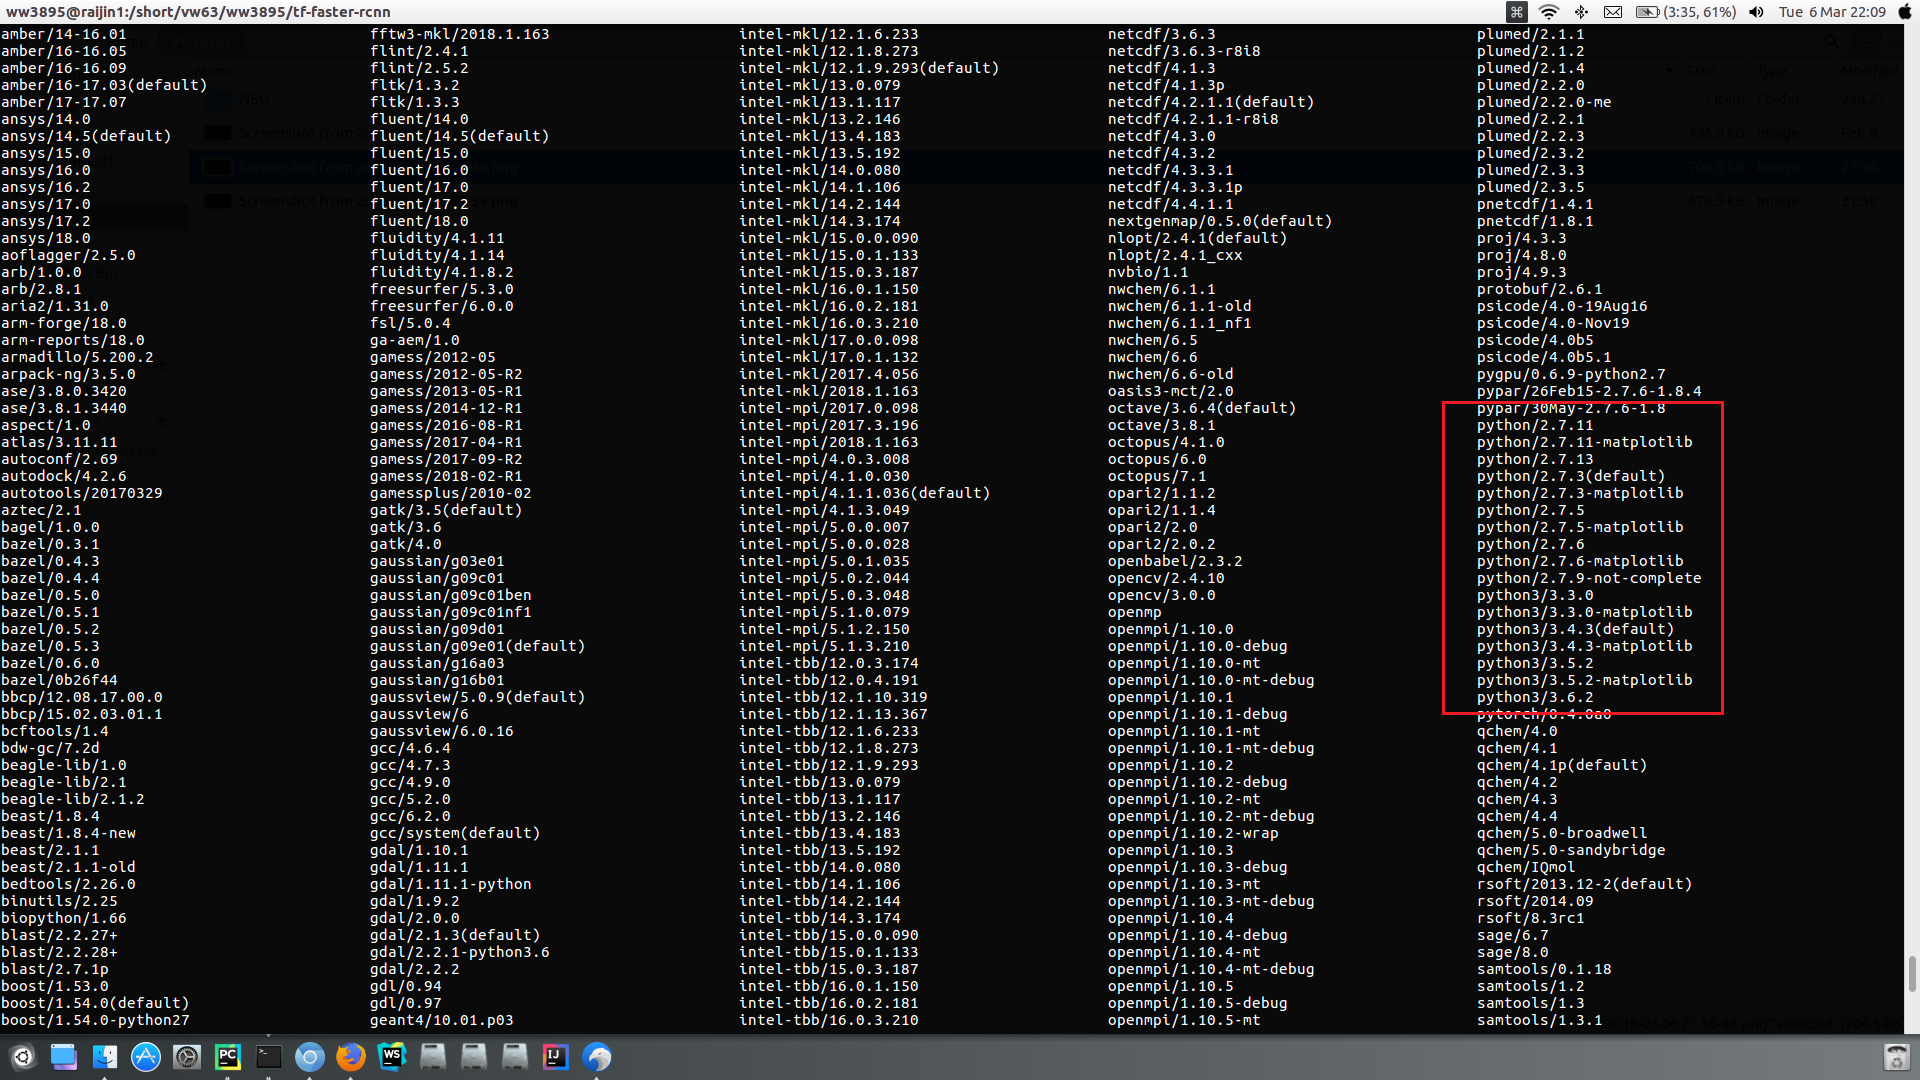 ww3895@raijin1:/short/vw63/ww3895/tf-faster-rcnn
(3:35, 61%)
Tue 6 Mar 22:09
amber/14-16.01
amber/16-16.05
amber/16-16.09
amber/16-17.03(default)
amber/17-17.07
ansys/14.0
ansys/14.5(default)
ansys/15.0
ansys/16.0
ansys/16.2
ansys/17.0
ansys/17.2
ansys/18.0
aoflagger/2.5.0
arb/1.0.0
arb/2.8.1
aria2/1.31.0
arm-forge/18.0
arm-reports/18.0
armadillo/5.200.2
arpack-ng/3.5.0
ase/3.8.0.3420
ase/3.8.1.3440
aspect/1.0
atlas/3.11.11
autoconf/2.69
autodock/4.2.6
autotools/20170329
aztec/2.1
bagel/1.0.0
bazel/0.3.1
bazel/0.4.3
bazel/0.4.4
bazel/0.5.0
bazel/0.5.1
bazel/0.5.2
bazel/0.5.3
bazel/0.6.0
bazel/0b26f44
bbcp/12.08.17.00.0
bbcp/15.02.03.01.1
bcftools/1.4
bdw-gc/7.2d
beagle-lib/1.0
beagle-lib/2.1
beagle-lib/2.1.2
beast/1.8.4
beast/1.8.4-new
beast/2.1.1
beast/2.1.1-old
bedtools/2.26.0
binutils/2.25
biopython/1.66
blast/2.2.27+
blast/2.2.28+
blast/2.7.1p
boost/1.53.0
boost/1.54.0(default)
boost/1.54.0-python27
fftw3-mkl/2018.1.163
flint/2.4.1
flint/2.5.2
fltk/1.3.2
fltk/1.3.3
fluent/14.0
fluent/14.5(default)
fluent/15.0
fluent/16.0
fluent/17.0
fluent/17.2
fluent/18.0
fluidity/4.1.11
fluidity/4.1.14
fluidity/4.1.8.2
freesurfer/5.3.0
freesurfer/6.0.0
fsl/5.0.4
ga-aem/1.0
gamess/2012-05
gamess/2012-05-R2
gamess/2013-05-R1
gamess/2014-12-R1
gamess/2016-08-R1
gamess/2017-04-R1
gamess/2017-09-R2
gamess/2018-02-R1
gamessplus/2010-02
gatk/3.5(default)
gatk/3.6
gatk/4.0
gaussian/g03e01
gaussian/g09c01
gaussian/g09c01ben
gaussian/g09c01nf1
gaussian/g09d01
gaussian/g09e01(default)
gaussian/g16a03
gaussian/g16b01
gaussview/5.0.9(default)
gaussview/6
gaussview/6.0.16
gcc/4.6.4
gcc/4.7.3
gcc/4.9.0
gcc/5.2.0
gcc/6.2.0
gcc/system(default)
gdal/1.10.1
gdal/1.11.1
gdal/1.11.1-python
gdal/1.9.2
gdal/2.0.0
gdal/2.1.3(default)
gdal/2.2.1-python3.6
gdal/2.2.2
gdl/0.94
gdl/0.97
geant4/10.01.p03
intel-mkl/12.1.6.233
intel-mkl/12.1.8.273
intel-mkl/12.1.9.293(default)
intel-mkl/13.0.079
intel-mkl/13.1.117
intel-mkl/13.2.146
intel-mkl/13.4.183
intel-mkl/13.5.192
intel-mkl/14.0.080
intel-mkl/14.1.106
intel-mkl/14.2.144
intel-mkl/14.3.174
intel-mkl/15.0.0.090
intel-mkl/15.0.1.133
intel-mkl/15.0.3.187
intel-mkl/16.0.1.150
intel-mkl/16.0.2.181
intel-mkl/16.0.3.210
intel-mkl/17.0.0.098
intel-mkl/17.0.1.132
intel-mkl/2017.4.056
intel-mkl/2018.1.163
intel-mpi/2017.0.098
intel-mpi/2017.3.196
intel-mpi/2018.1.163
intel-mpi/4.0.3.008
intel-mpi/4.1.0.030
intel-mpi/4.1.1.036(default)
intel-mpi/4.1.3.049
intel-mpi/5.0.0.007
intel-mpi/5.0.0.028
intel-mpi/5.0.1.035
intel-mpi/5.0.2.044
intel-mpi/5.0.3.048
intel-mpi/5.1.0.079
intel-mpi/5.1.2.150
intel-mpi/5.1.3.210
intel-tbb/12.0.3.174
intel-tbb/12.0.4.191
intel-tbb/12.1.10.319
intel-tbb/12.1.13.367
intel-tbb/12.1.6.233
intel-tbb/12.1.8.273
intel-tbb/12.1.9.293
intel-tbb/13.0.079
intel-tbb/13.1.117
intel-tbb/13.2.146
intel-tbb/13.4.183
intel-tbb/13.5.192
intel-tbb/14.0.080
intel-tbb/14.1.106
intel-tbb/14.2.144
intel-tbb/14.3.174
intel-tbb/15.0.0.090
intel-tbb/15.0.1.133
intel-tbb/15.0.3.187
intel-tbb/16.0.1.150
intel-tbb/16.0.2.181
intel-tbb/16.0.3.210
netcdf/3.6.3
netcdf/3.6.3-r8i8
netcdf/4.1.3
netcdf/4.1.3p
netcdf/4.2.1.1(default)
netcdf/4.2.1.1-r8i8
netcdf/4.3.0
netcdf/4.3.2
netcdf/4.3.3.1
netcdf/4.3.3.1p
netcdf/4.4.1.1
nextgenmap/0.5.0(default)
nlopt/2.4.1(default)
nlopt/2.4.1_cxx
nvbio/1.1
nwchem/6.1.1
nwchem/6.1.1-old
nwchem/6.1.1_nf1
nwchem/6.5
nwchem/6.6
nwchem/6.6-old
oasis3-mct/2.0
octave/3.6.4(default)
octave/3.8.1
octopus/4.1.0
octopus/6.0
octopus/7.1
opari2/1.1.2
opari2/1.1.4
opari2/2.0
opari2/2.0.2
openbabel/2.3.2
opencv/2.4.10
opencv/3.0.0
openmp
openmpi/1.10.0
openmpi/1.10.0-debug
openmpi/1.10.0-mt
openmpi/1.10.0-mt-debug
openmpi/1.10.1
openmpi/1.10.1-debug
openmpi/1.10.1-mt
openmpi/1.10.1-mt-debug
openmpi/1.10.2
openmpi/1.10.2-debug
openmpi/1.10.2-mt
openmpi/1.10.2-mt-debug
openmpi/1.10.2-wrap
openmpi/1.10.3
openmpi/1.10.3-debug
openmpi/1.10.3-mt
openmpi/1.10.3-mt-debug
openmpi/1.10.4
openmpi/1.10.4-debug
openmpi/1.10.4-mt
openmpi/1.10.4-mt-debug
openmpi/1.10.5
openmpi/1.10.5-debug
openmpi/1.10.5-mt
plumed/2.1.1
plumed/2.1.2
plumed/2.1.4
plumed/2.2.0
plumed/2.2.0-me
plumed/2.2.1
plumed/2.2.3
plumed/2.3.2
plumed/2.3.3
plumed/2.3.5
pnetcdf/1.4.1
pnetcdf/1.8.1
proj/4.3.3
proj/4.8.0
proj/4.9.3
protobuf/2.6.1
psicode/4.0-19Aug16
psicode/4.0-Nov19
psicode/4.0b5
psicode/4.0b5.1
pygpu/0.6.9-python2.7
pypar/26Feb15-2.7.6-1.8.4
pypar/30May-2.7.6-1.8
python/2.7.11
python/2.7.11-matplotlib
python/2.7.13
python/2.7.3(default)
python/2.7.3-matplotlib
python/2.7.5
python/2.7.5-matplotlib
python/2.7.6
python/2.7.6-matplotlib
python/2.7.9-not-complete
python3/3.3.0
python3/3.3.0-matplotlib
python3/3.4.3(default)
python3/3.4.3-matplotlib
python3/3.5.2
python3/3.5.2-matplotlib
python3/3.6.2
pytorch/0.4.0a0
qchem/4.0
qchem/4.1
qchem/4.1p(default)
qchem/4.2
qchem/4.3
qchem/4.4
qchem/5.0-broadwell
qchem/5.0-sandybridge
qchem/IQmol
rsoft/2013.12-2(default)
rsoft/2014.09
rsoft/8.3rc1
sage/6.7
sage/8.0
samtools/0.1.18
samtools/1.2
samtools/1.3
samtools/1.3.1
PC
WS
IJ